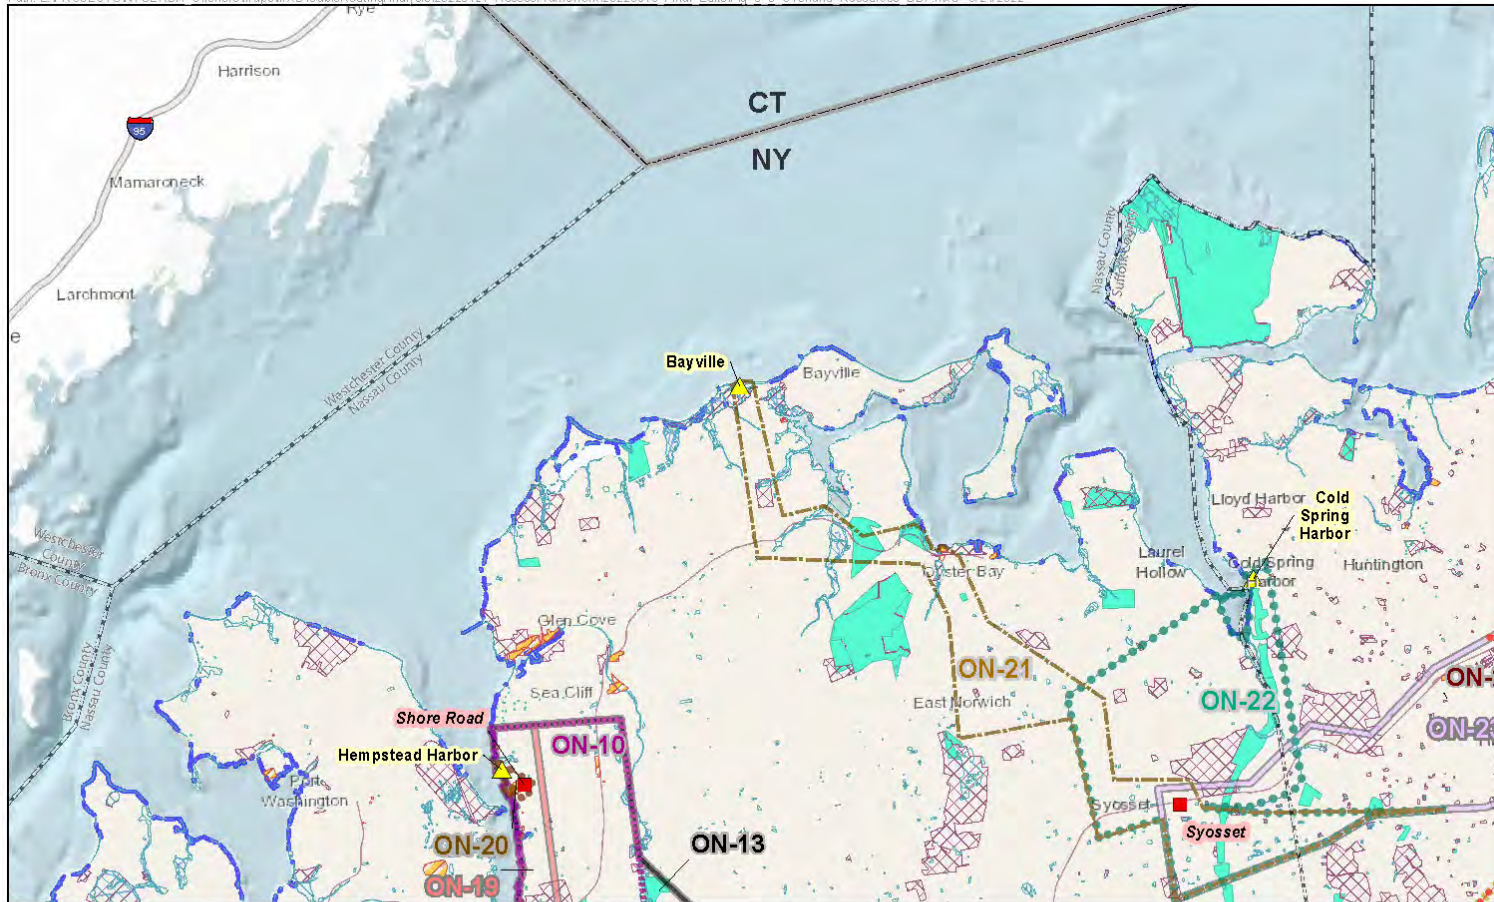 Rye
Harrison
95
Mamaroneck
Larchmont
e
CT
NY
Westchester County
Nassau County
Nassau County
Suffolk County
Bayville
Bayville
Lloyd Harbor
Cold
Spring
Harbor
Laurel
Hollow
Cold Spring
Harbor
Huntington
Oyster Bay
Westchester
County
Bronx County
Bronx County
Nassau County
Glen Cove
Sea Cliff
ON-21
East Norwich
ON-22
Shore Road
ON-10
Hempstead Harbor
Port
Washington
Syosset
Syosset
ON-20
ON-19
ON-13